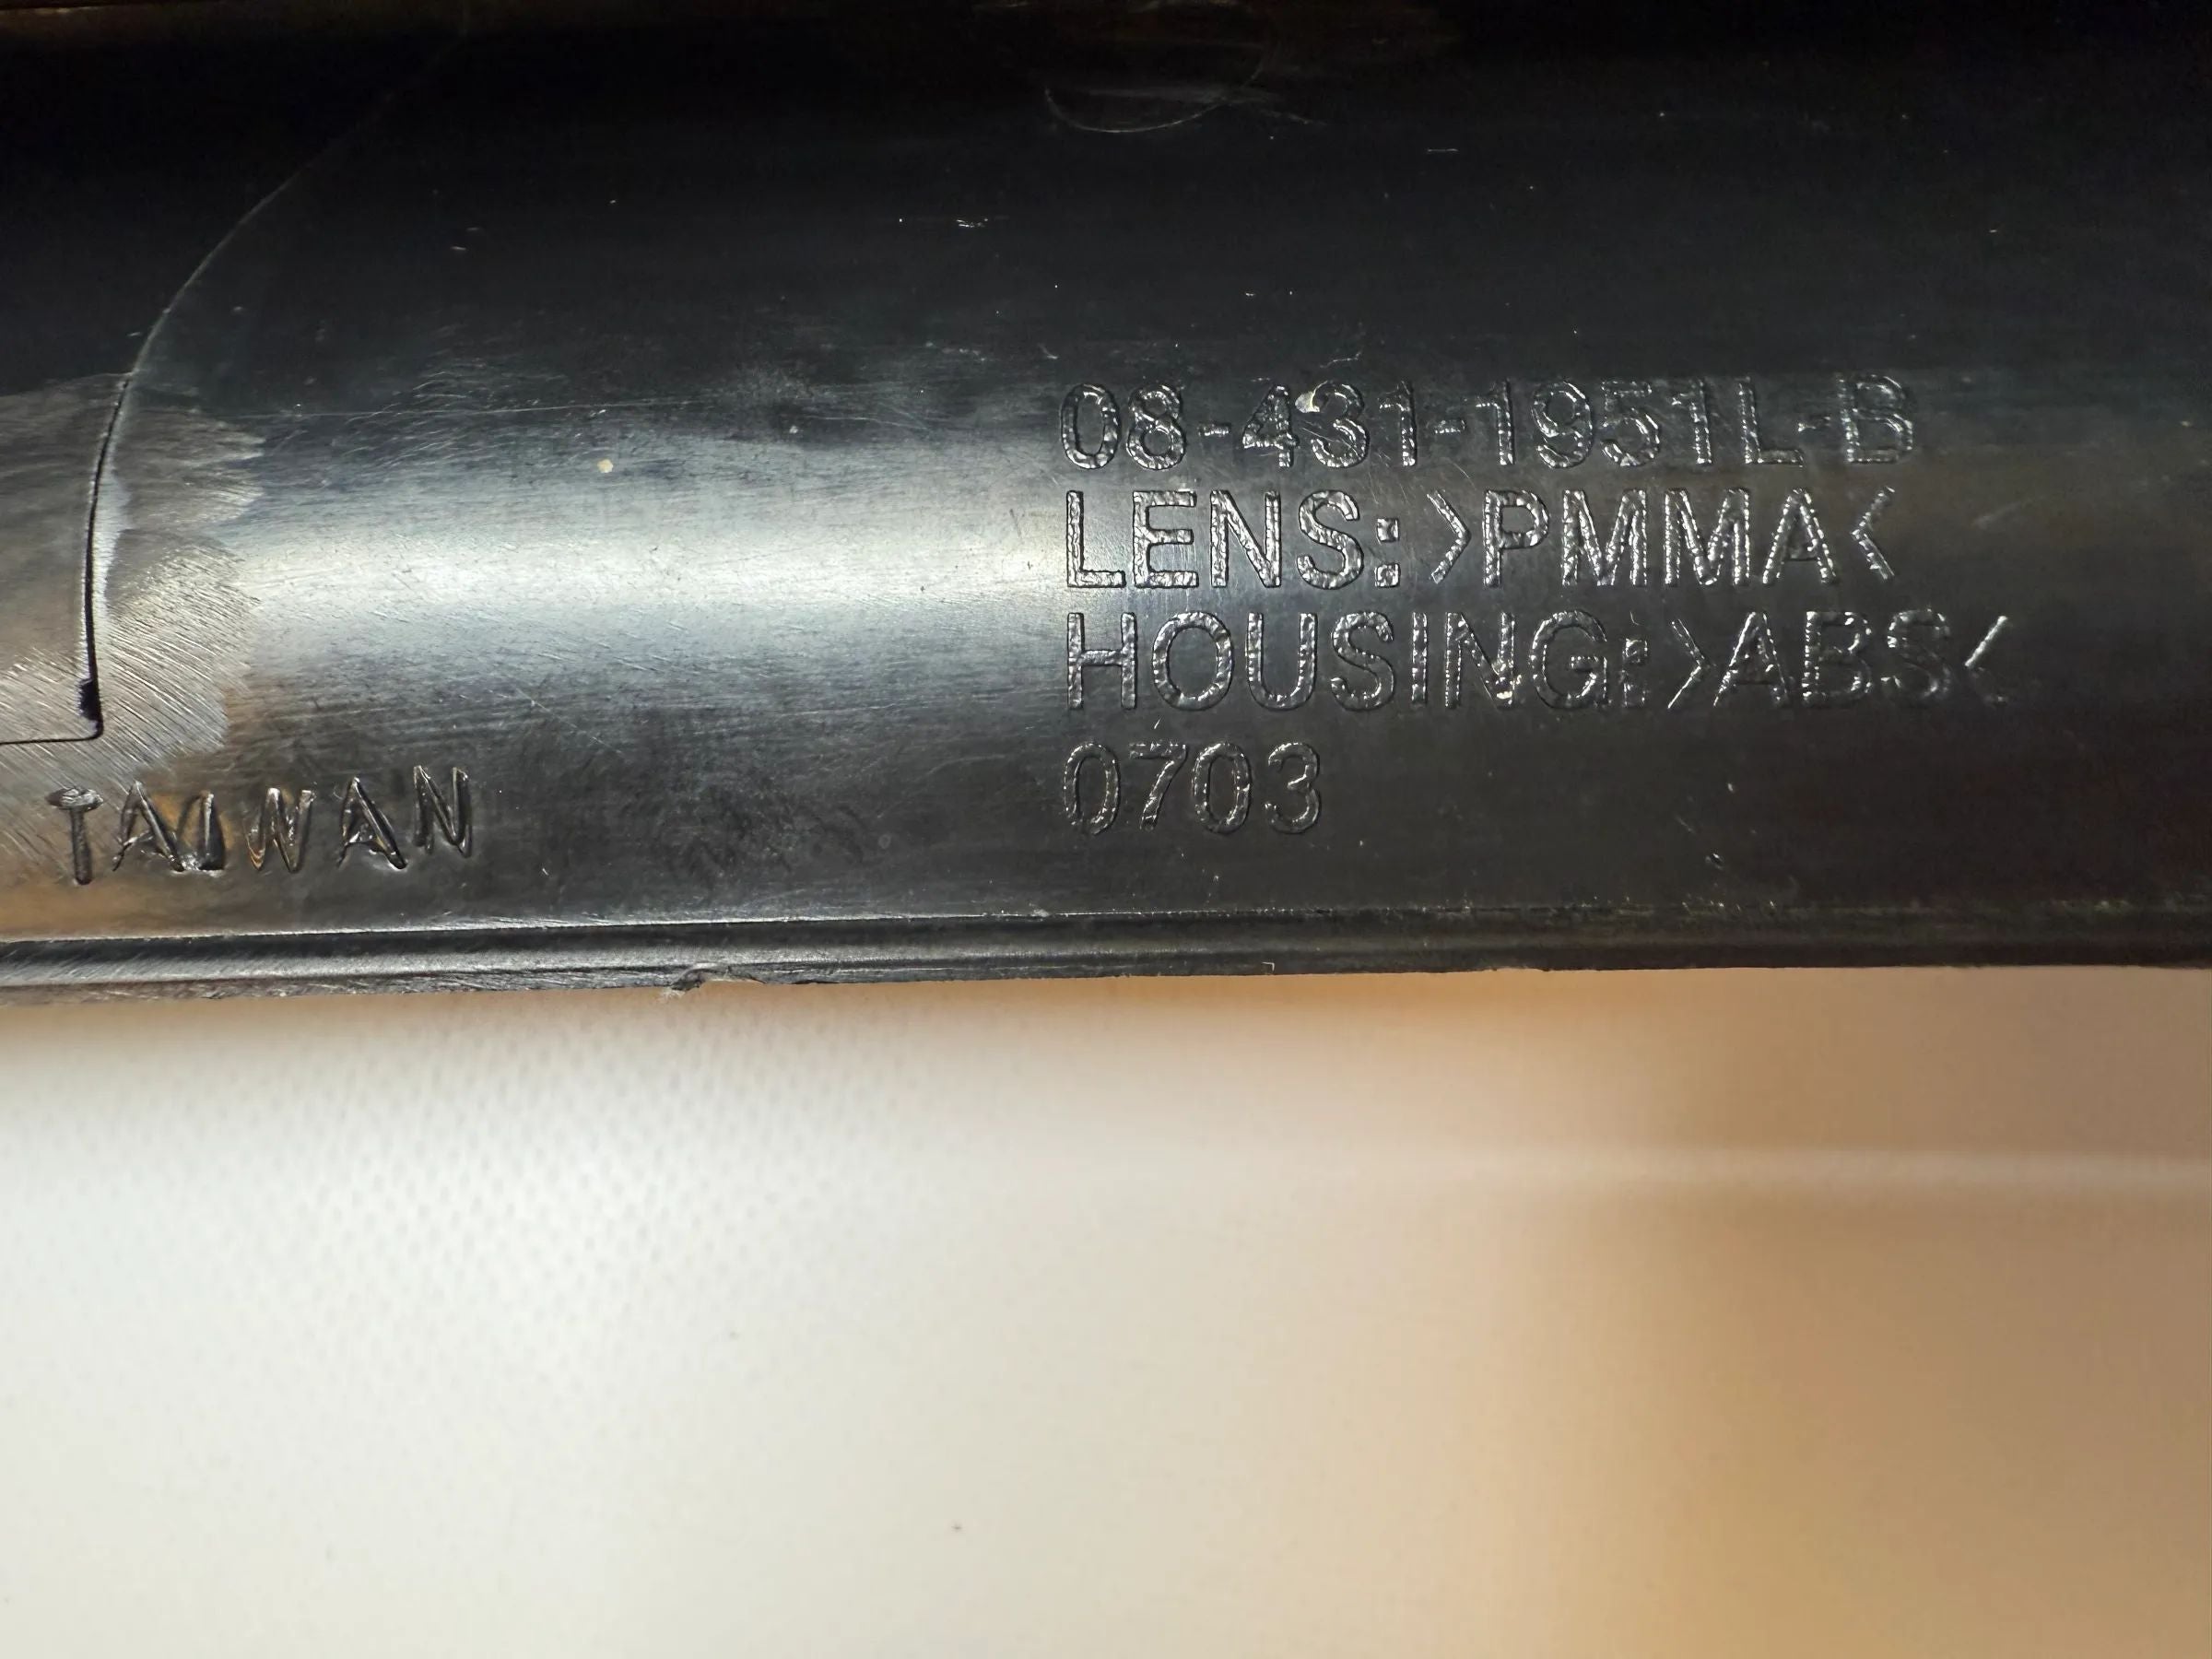 08-431-1951L-B
LENS:>PMMA<
HOUSING:>ABS<
0703
TAIWAN